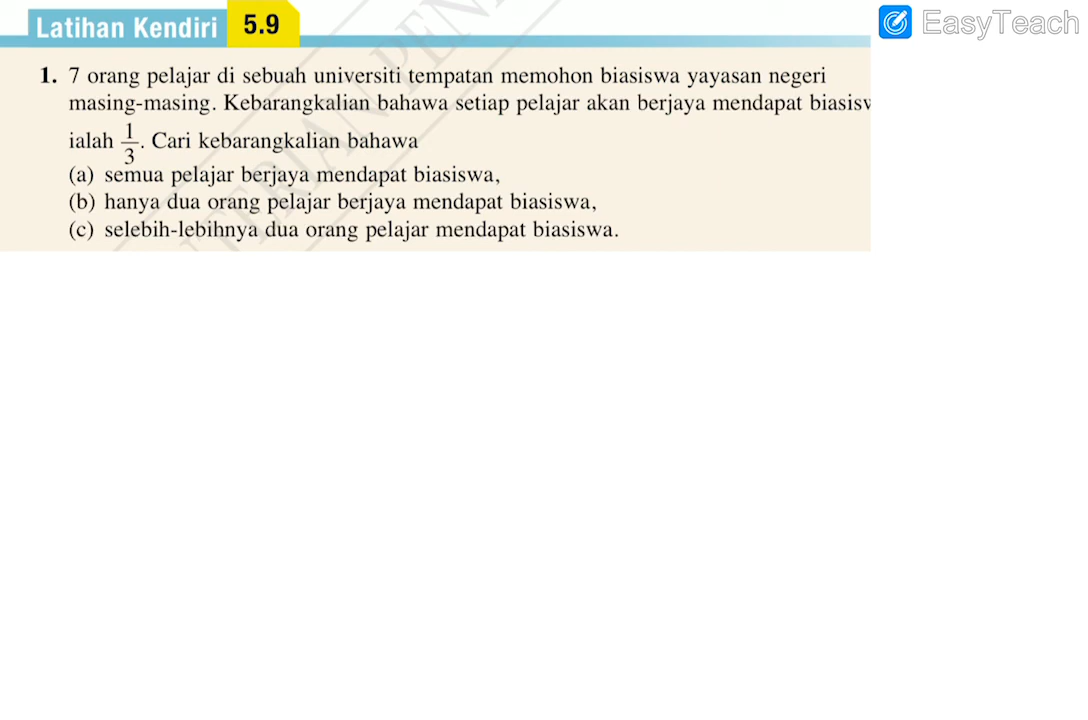 Latihan Kendiri 5.9
EasyTeach
1. 7 orang pelajar di sebuah universiti tempatan memohon biasiswa yayasan negeri
masing-masing. Kebarangkalian bahawa setiap pelajar akan berjaya mendapat
ialah 1/3. Cari kebarangkalian bahawa
(a) semua pelajar berjaya mendapat biasiswa,
(b) hanya dua orang pelajar berjaya mendapat biasiswa,
(c) selebih-lebihnya dua orang pelajar mendapat biasiswa.